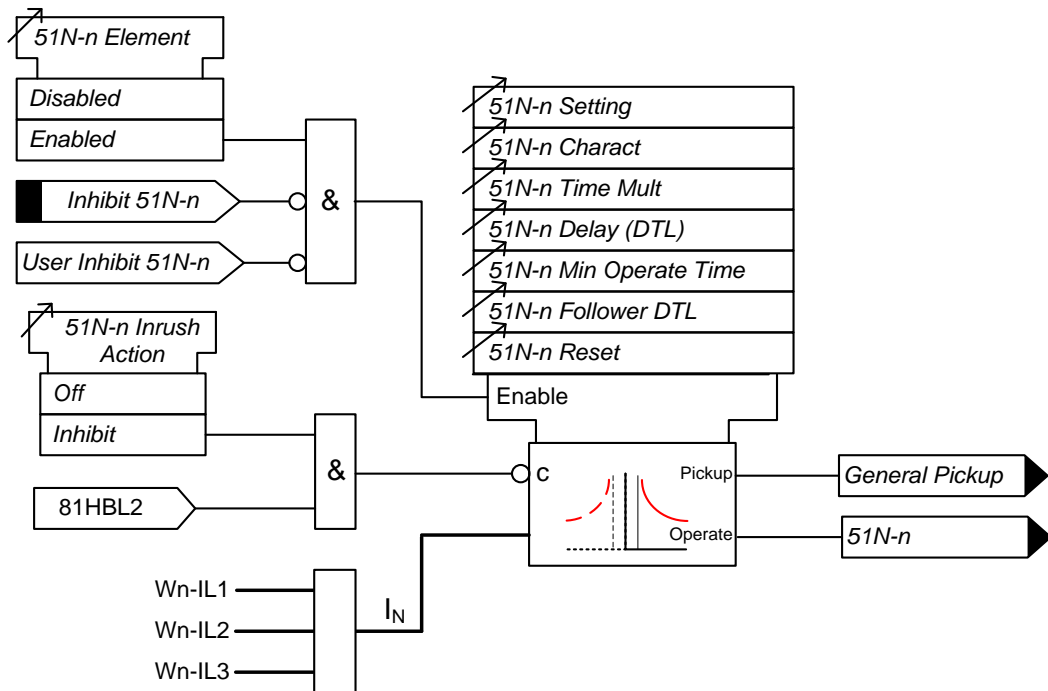 51N-n Element
Disabled
Enabled
Inhibit 51N-n
User Inhibit 51N-n
&
51N-n Inrush
Action
Off
Inhibit
81HBL2
&
Wn-IL1
Wn-IL2
Wn-IL3
IN
51N-n Setting
51N-n Charact
51N-n Time Mult
51N-n Delay (DTL)
51N-n Min Operate Time
51N-n Follower DTL
51N-n Reset
Enable
c
Pickup
Operate
General Pickup
51N-n